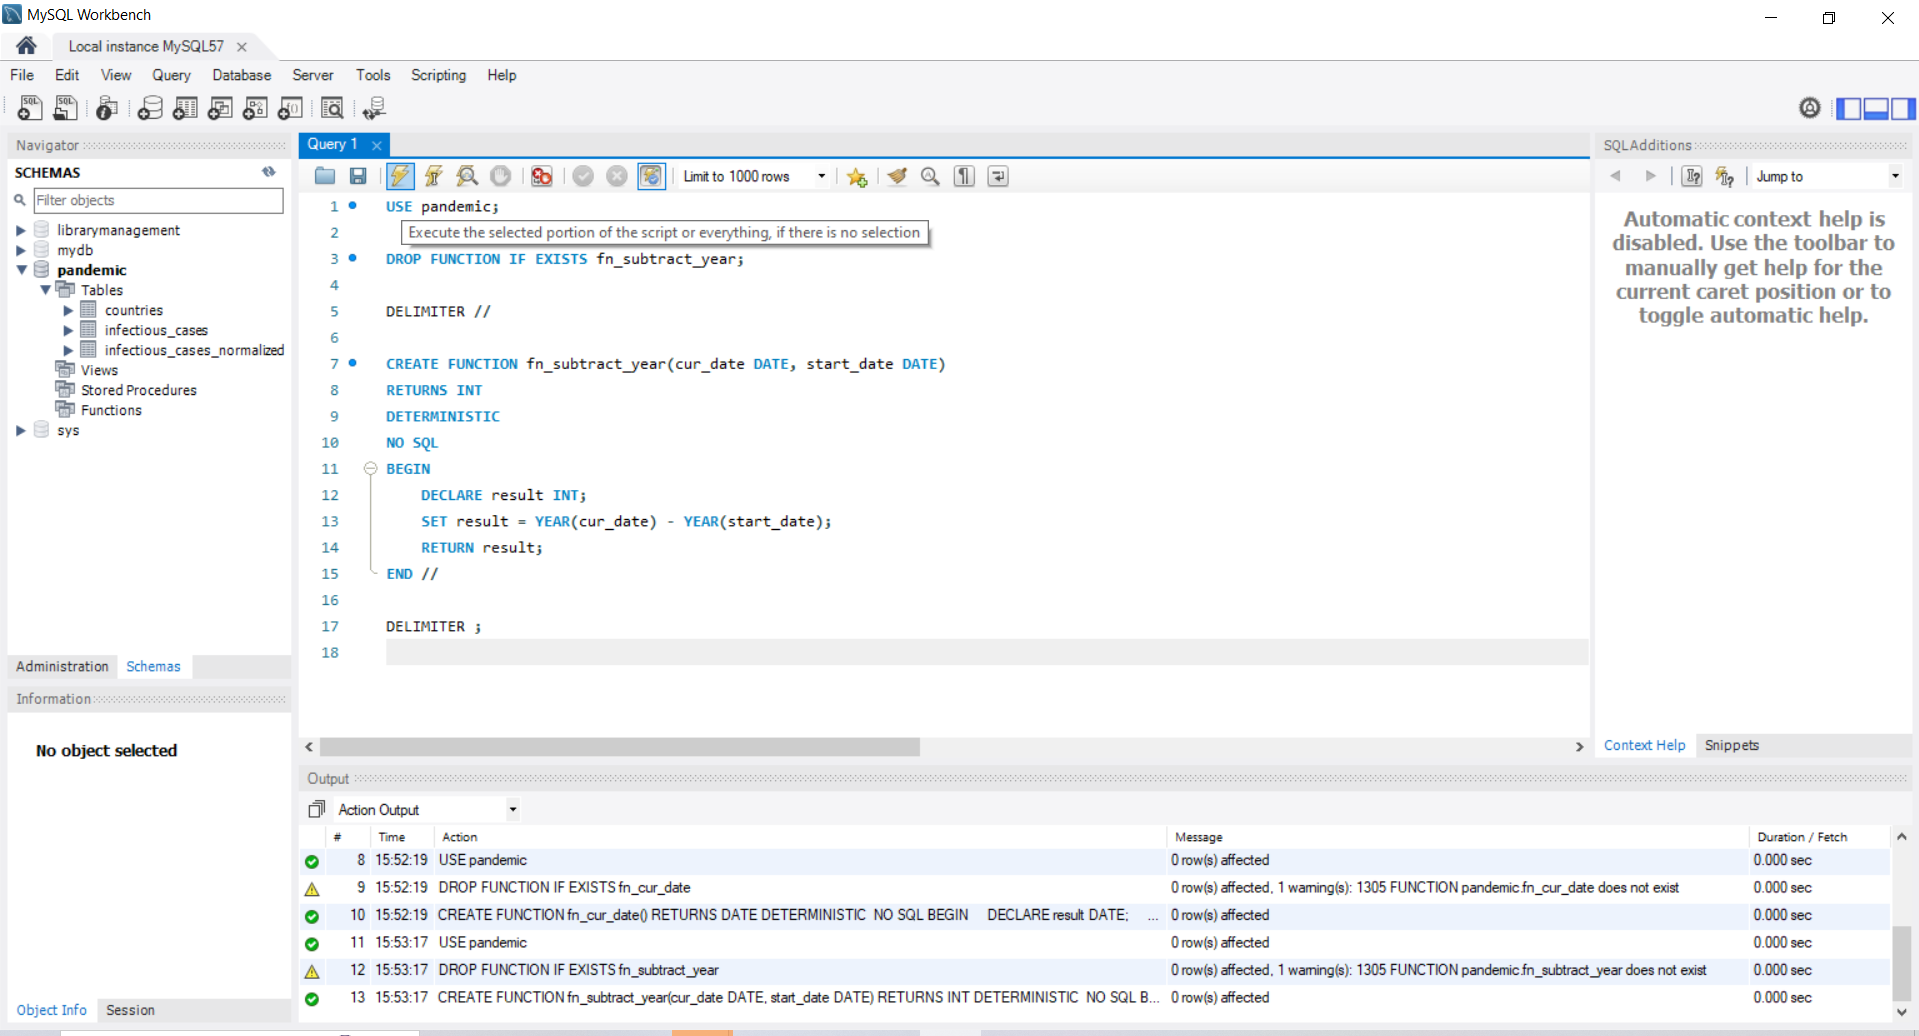 MySQL Workbench
Local instance MySQL57
File Edit View Query Database Server Tools Scripting Help
Navigator
SCHEMAS
Filter objects
librarymanagement
mydb
pandemic
Tables
countries
infectious_cases
infectious_cases_normalized
Views
Stored Procedures
Functions
sys
Administration Schemas
Information
No object selected
Object Info Session
Query 1
Limit to 1000 rows
1 USE pandemic;
2
Execute the selected portion of the script or everything, if there is no selection
3 DROP FUNCTION IF EXISTS fn_subtract_year;
4
5 DELIMITER //
6
7 CREATE FUNCTION fn_subtract_year(cur_date DATE, start_date DATE)
8 RETURNS INT
9 DETERMINISTIC
10 NO SQL
11 BEGIN
12 DECLARE result INT;
13 SET result = YEAR(cur_date) - YEAR(start_date);
14 RETURN result;
15 END //
16
17 DELIMITER ;
18
SQLAdditions
Jump to
Automatic context help is
disabled. Use the toolbar to
manually get help for the
current caret position or to
toggle automatic help.
Context Help Snippets
Output
Action Output
# Time Action Message Duration / Fetch
8 15:52:19 USE pandemic 0 row(s) affected 0.000 sec
9 15:52:19 DROP FUNCTION IF EXISTS fn_cur_date 0 row(s) affected, 1 warning(s): 1305 FUNCTION pandemic.fn_cur_date does not exist 0.000 sec
10 15:52:19 CREATE FUNCTION fn_cur_date() RETURNS DATE DETERMINISTIC NO SQL BEGIN DECLARE result DATE; ... 0 row(s) affected 0.000 sec
11 15:53:17 USE pandemic 0 row(s) affected 0.000 sec
12 15:53:17 DROP FUNCTION IF EXISTS fn_subtract_year 0 row(s) affected, 1 warning(s): 1305 FUNCTION pandemic.fn_subtract_year does not exist 0.000 sec
13 15:53:17 CREATE FUNCTION fn_subtract_year(cur_date DATE, start_date DATE) RETURNS INT DETERMINISTIC NO SQL B... 0 row(s) affected 0.000 sec